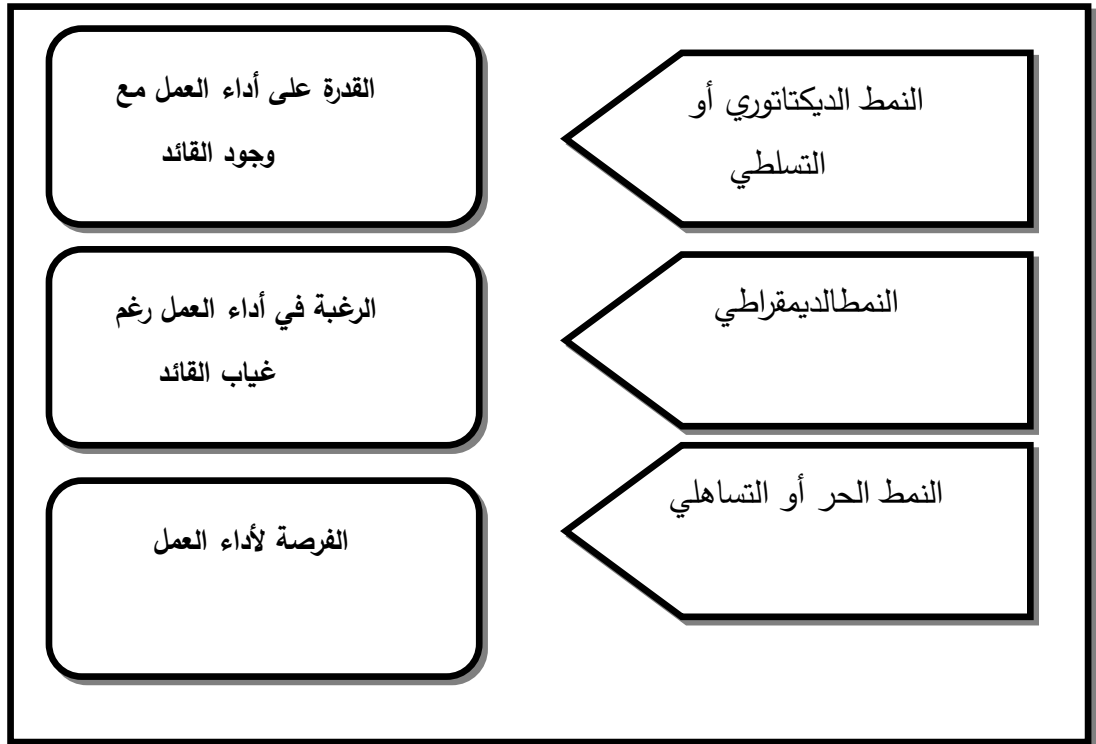 النمط الديكتاتوري أو
التسلطي
القدرة على أداء العمل مع
وجود القائد
النمطالديمقراطي
الرغبة في أداء العمل رغم
غياب القائد
النمط الحر أو التساهلي
الفرصة لأداء العمل